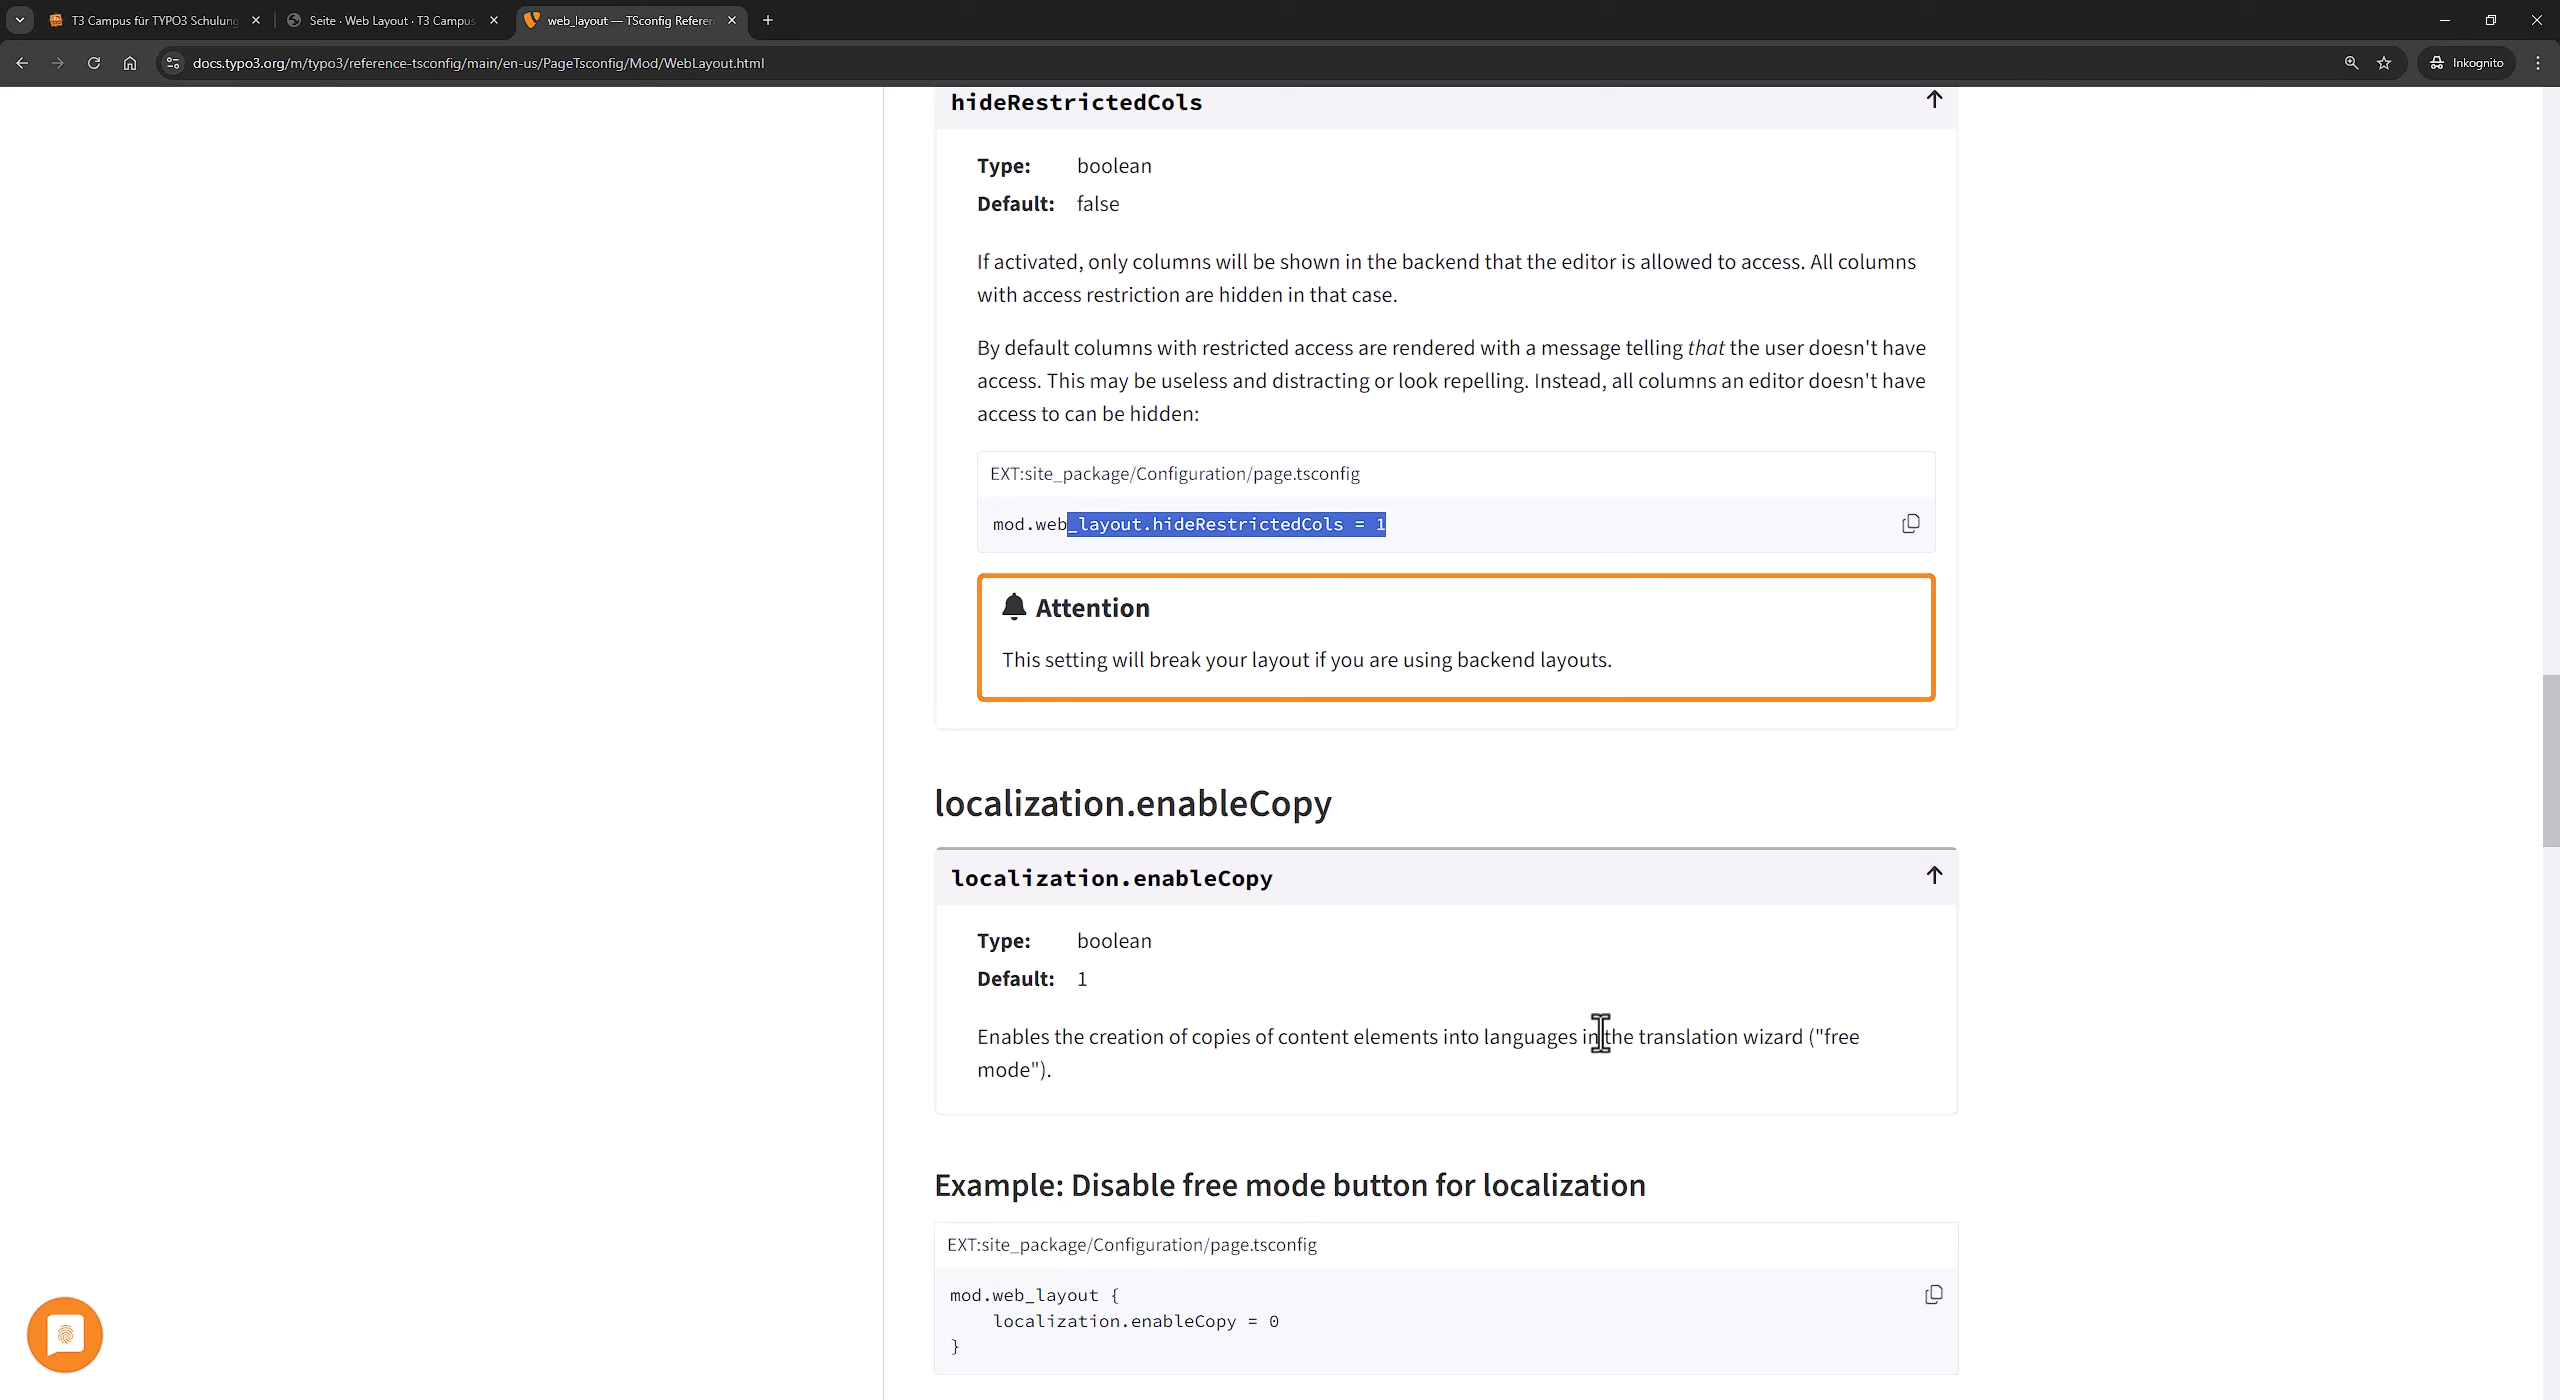 T3 Campus für TYPO3 Schulung
Seite · Web Layout · T3 Campus
web_layout — TSconfig Referen
docs.typo3.org/m/typo3/reference-tsconfig/main/en-us/PageTsconfig/Mod/WebLayout.html
Inkognito
hideRestrictedCols
Type: boolean
Default: false
If activated, only columns will be shown in the backend that the editor is allowed to access. All columns
with access restriction are hidden in that case.
By default columns with restricted access are rendered with a message telling that the user doesn't have
access. This may be useless and distracting or look repelling. Instead, all columns an editor doesn't have
access to can be hidden:
EXT:site_package/Configuration/page.tsconfig
mod.web_layout.hideRestrictedCols = 1
Attention
This setting will break your layout if you are using backend layouts.
localization.enableCopy
localization.enableCopy
Type: boolean
Default: 1
Enables the creation of copies of content elements into languages in the translation wizard ("free
mode").
Example: Disable free mode button for localization
EXT:site_package/Configuration/page.tsconfig
mod.web_layout {
localization.enableCopy = 0
}